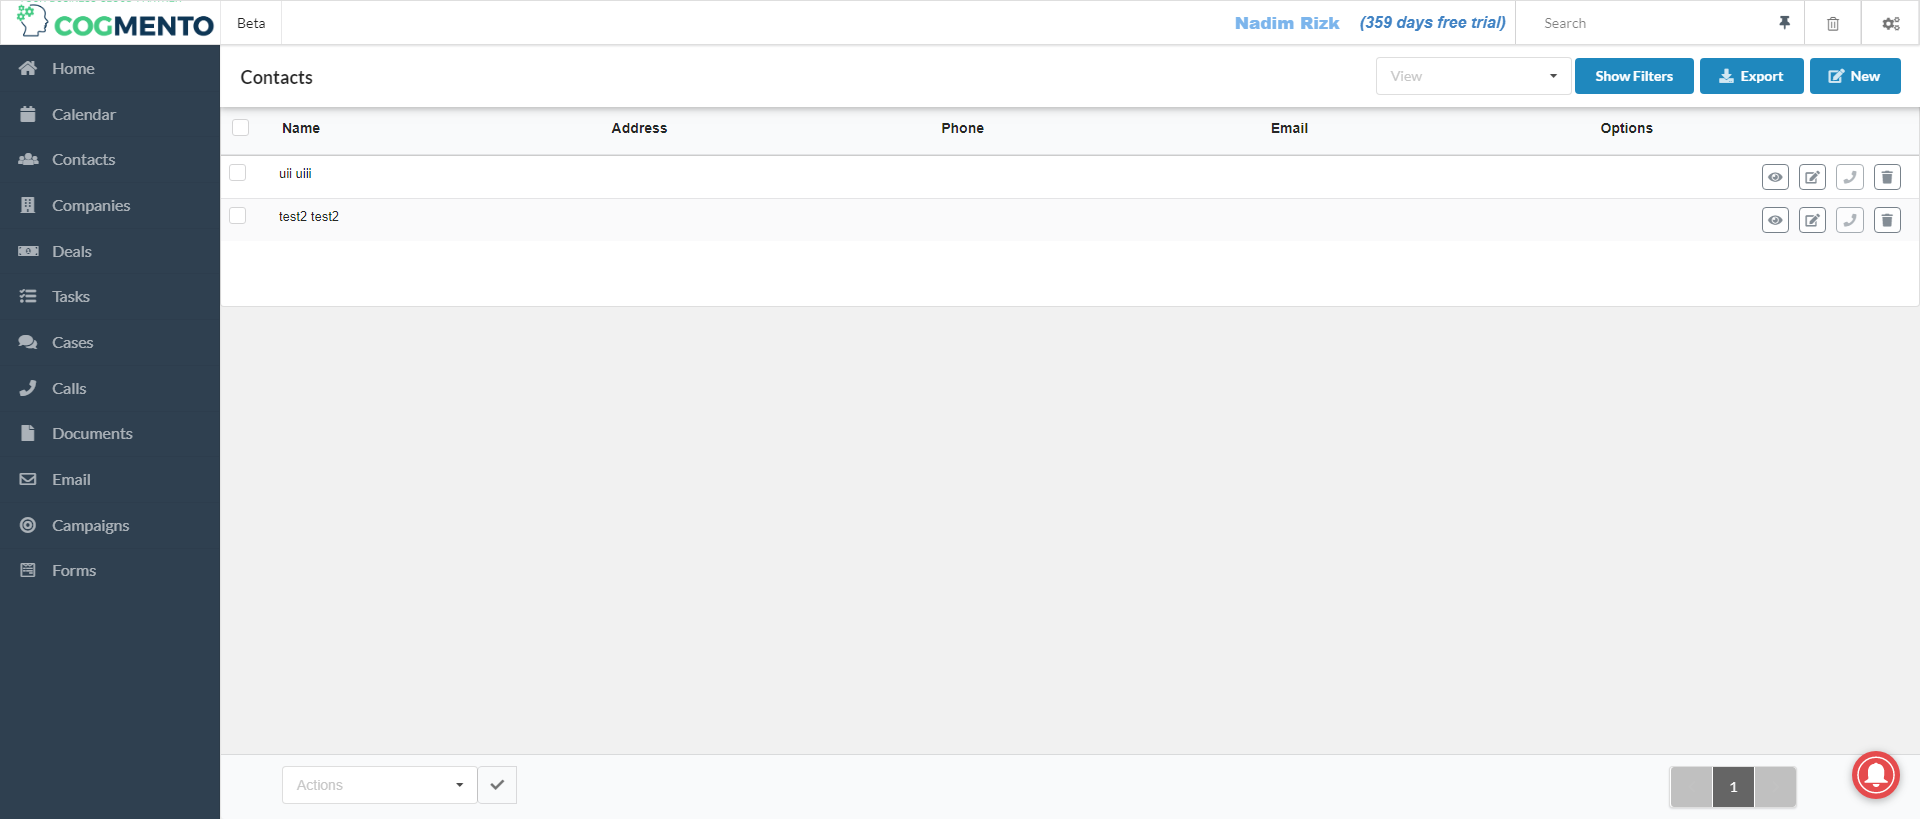 COGMENTO
Beta
Nadim Rizk
(359 days free trial)
Search
Home
Calendar
Contacts
Companies
Deals
Tasks
Cases
Calls
Documents
Email
Campaigns
Forms
Contacts
View
Show Filters
Export
New
Name Address Phone Email Options
uii uiii
test2 test2
Actions
1